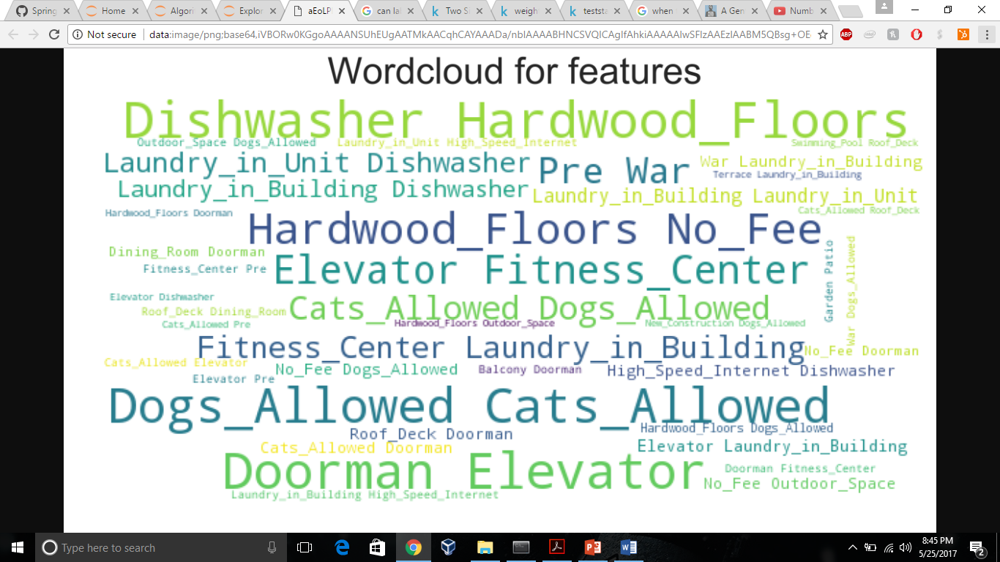 Spring
Home
Algori
Explor
aEoLP
can lal
Two Si
weigh
teststa
when
A Gen
Numb
Not secure
data:image/png;base64,iVBORw0KGgoAAAANSUhEUgAATMkAACqhCAYAAADa/nblAAAABHNCSVQICAgIfAhkiAAAAAlwSFlzAAEzlAABM5QBsg+OE
ABP
Wordcloud for features
Dishwasher Hardwood_Floors
Outdoor_Space Dogs_Allowed
Laundry_in_Unit High_Speed_Internet
Swimming_Pool Roof_Deck
Laundry_in_Unit Dishwasher
Pre War
War Laundry_in_Building
Terrace Laundry_in_Building
Laundry_in_Building Dishwasher
Laundry_in_Building Laundry_in_Unit
Hardwood_Floors Doorman
Cats_Allowed Roof_Deck
Hardwood_Floors No_Fee
Dining_Room Doorman
Fitness_Center Pre
Elevator Fitness_Center
Garden Patio
War Dogs_Allowed
Elevator Dishwasher
Roof_Deck Dining_Room
Cats_Allowed Dogs_Allowed
Cats_Allowed Pre
Hardwood_Floors Outdoor_Space
New_Construction Dogs_Allowed
Fitness_Center Laundry_in_Building
No_Fee Doorman
Cats_Allowed Elevator
No_Fee Dogs_Allowed
Balcony Doorman
High_Speed_Internet Dishwasher
Elevator Pre
Dogs_Allowed Cats_Allowed
Hardwood_Floors Dogs_Allowed
Roof_Deck Doorman
Cats_Allowed Doorman
Elevator Laundry_in_Building
Doorman Elevator
Doorman Fitness_Center
No_Fee Outdoor_Space
Laundry_in_Building High_Speed_Internet
Type here to search
8:45 PM
5/25/2017
2